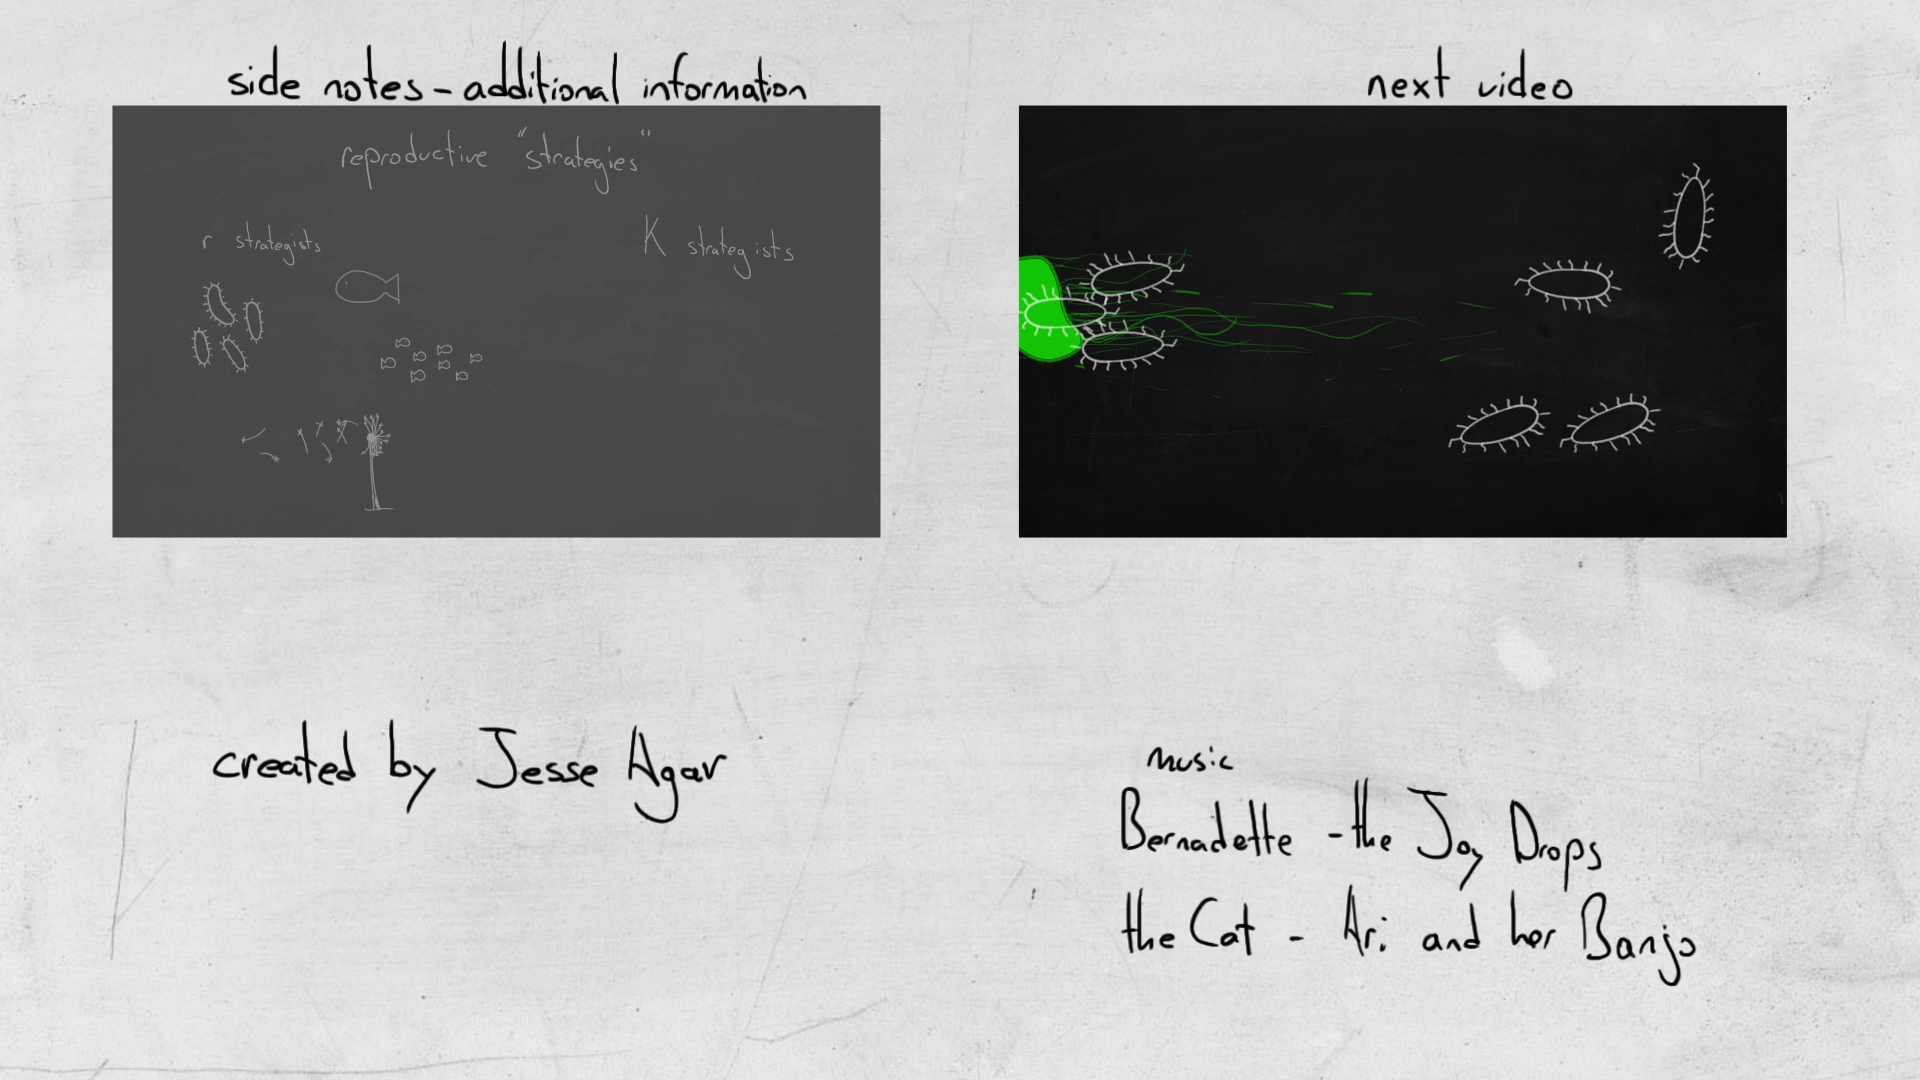 side notes - additional information
reproductive "strategies"
r strategists
K strategists
next video
created by Jesse Agar
music
Bernadette - the Joy Drops
the Cat - Ari and her Banjo